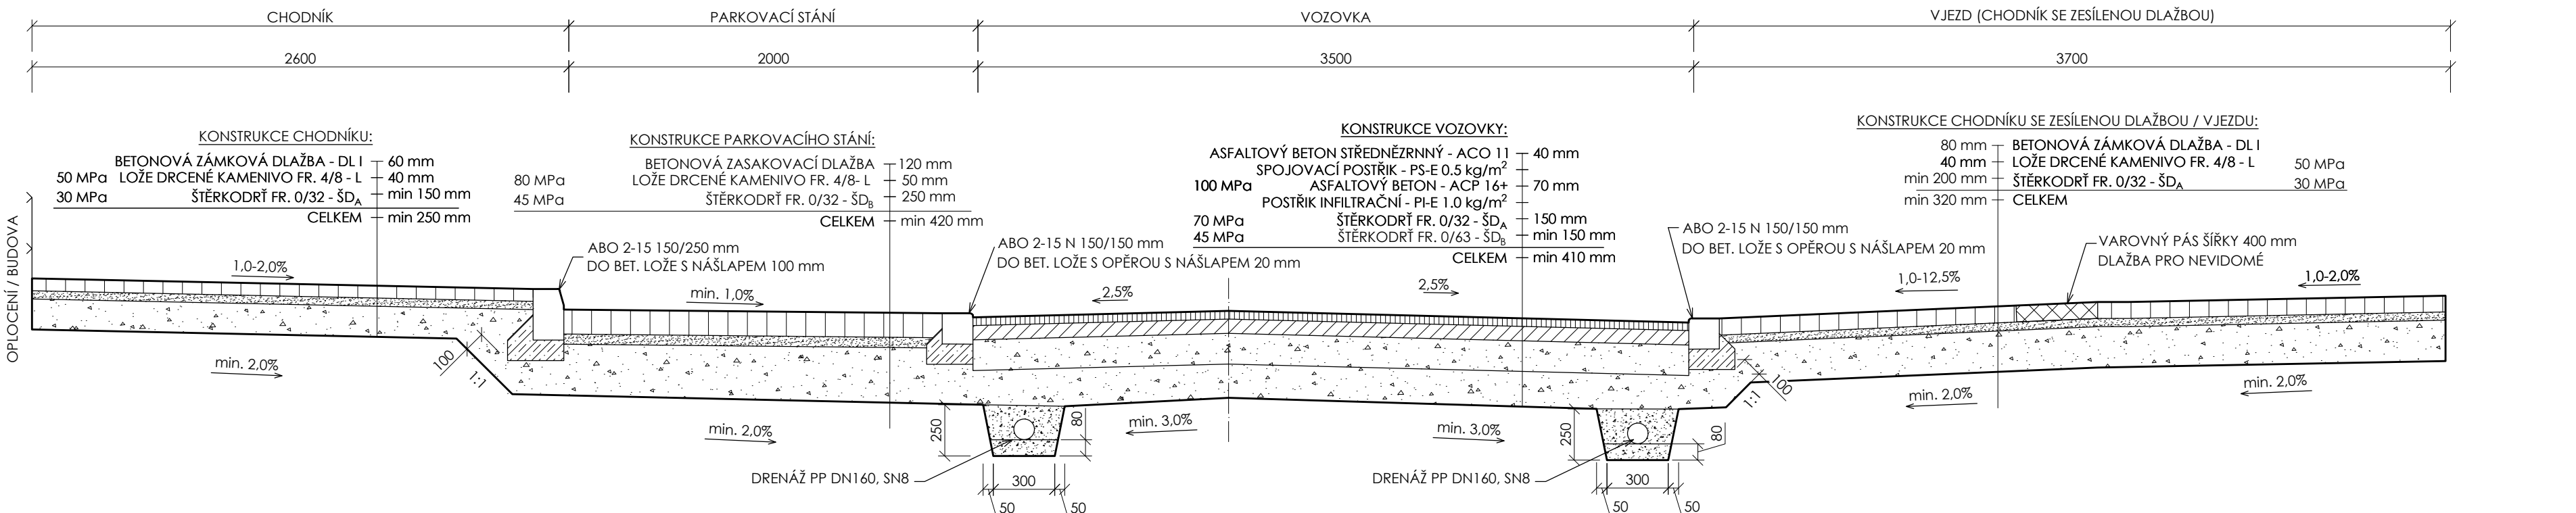 CHODNÍK
PARKOVACÍ STÁNÍ
VOZOVKA
VJEZD (CHODNÍK SE ZESÍLENOU DLAŽBOU)
2600
2000
3500
3700
KONSTRUKCE CHODNÍKU:
BETONOVÁ ZÁMKOVÁ DLAŽBA - DL I 60 mm
50 MPa LOŽE DRCENÉ KAMENIVO FR. 4/8 - L 40 mm
30 MPa ŠTĚRKODRŤ FR. 0/32 - ŠDA min 150 mm
CELKEM min 250 mm
KONSTRUKCE PARKOVACÍHO STÁNÍ:
BETONOVÁ ZASAKOVACÍ DLAŽBA 120 mm
80 MPa LOŽE DRCENÉ KAMENIVO FR. 4/8- L 50 mm
45 MPa ŠTĚRKODRŤ FR. 0/32 - ŠDB 250 mm
CELKEM min 420 mm
KONSTRUKCE VOZOVKY:
ASFALTOVÝ BETON STŘEDNĚZRNNÝ - ACO 11 40 mm
SPOJOVACÍ POSTŘIK - PS-E 0.5 kg/m²
100 MPa ASFALTOVÝ BETON - ACP 16+ 70 mm
POSTŘIK INFILTRAČNÍ - PI-E 1.0 kg/m²
70 MPa ŠTĚRKODRŤ FR. 0/32 - ŠDA 150 mm
45 MPa ŠTĚRKODRŤ FR. 0/63 - ŠDB min 150 mm
CELKEM min 410 mm
KONSTRUKCE CHODNÍKU SE ZESÍLENOU DLAŽBOU / VJEZDU:
80 mm BETONOVÁ ZÁMKOVÁ DLAŽBA - DL I
40 mm LOŽE DRCENÉ KAMENIVO FR. 4/8 - L 50 MPa
min 200 mm ŠTĚRKODRŤ FR. 0/32 - ŠDA 30 MPa
min 320 mm CELKEM
OPLOCENÍ / BUDOVA
ABO 2-15 150/250 mm
DO BET. LOŽE S NÁŠLAPEM 100 mm
ABO 2-15 N 150/150 mm
DO BET. LOŽE S OPĚROU S NÁŠLAPEM 20 mm
ABO 2-15 N 150/150 mm
DO BET. LOŽE S OPĚROU S NÁŠLAPEM 20 mm
VAROVNÝ PÁS ŠÍŘKY 400 mm
DLAŽBA PRO NEVIDOMÉ
1,0-2,0%
min. 1,0%
2,5%
2,5%
1,0-12,5%
1,0-2,0%
min. 2,0%
100
1:1
min. 2,0%
250
80
min. 3,0%
min. 3,0%
250
80
1:1
100
min. 2,0%
min. 2,0%
DRENÁŽ PP DN160, SN8
300
50
50
DRENÁŽ PP DN160, SN8
300
50
50